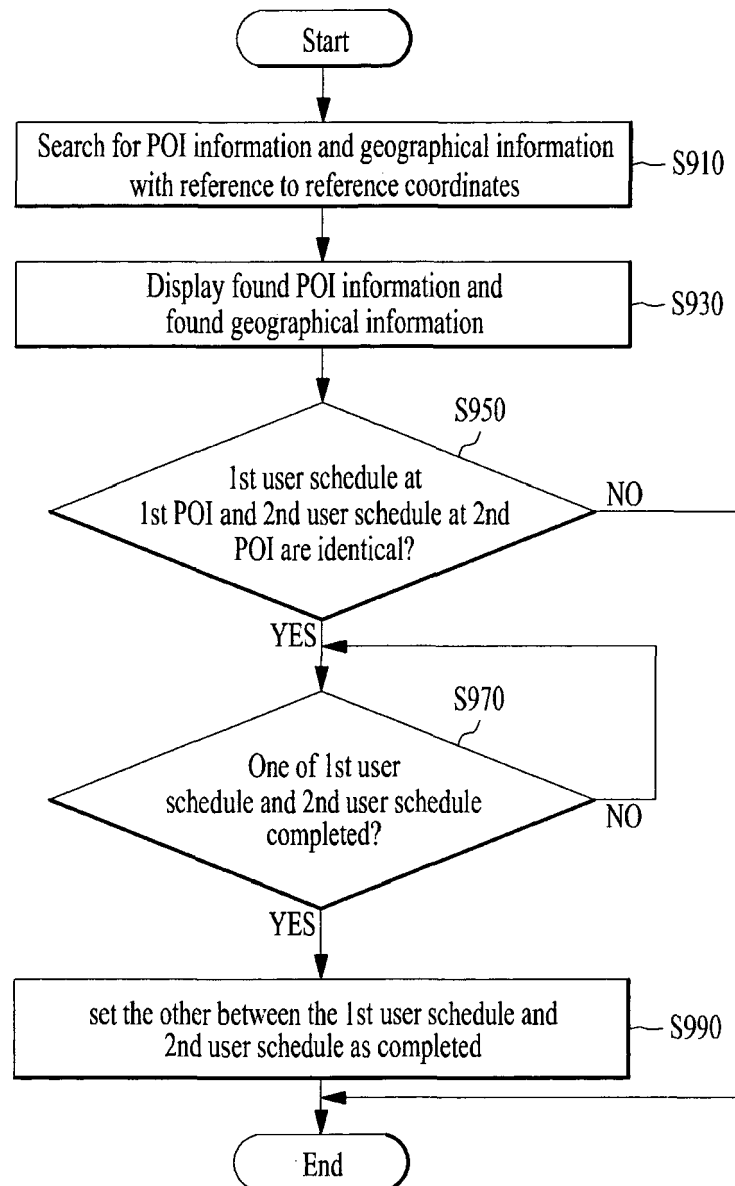 Start
Search for POI information and geographical information
with reference to reference coordinates
S910
Display found POI information and
found geographical information
S930
S950
1st user schedule at
1st POI and 2nd user schedule at 2nd
POI are identical?
NO
YES
S970
One of 1st user
schedule and 2nd user schedule
completed?
NO
YES
set the other between the 1st user schedule and
2nd user schedule as completed
S990
End